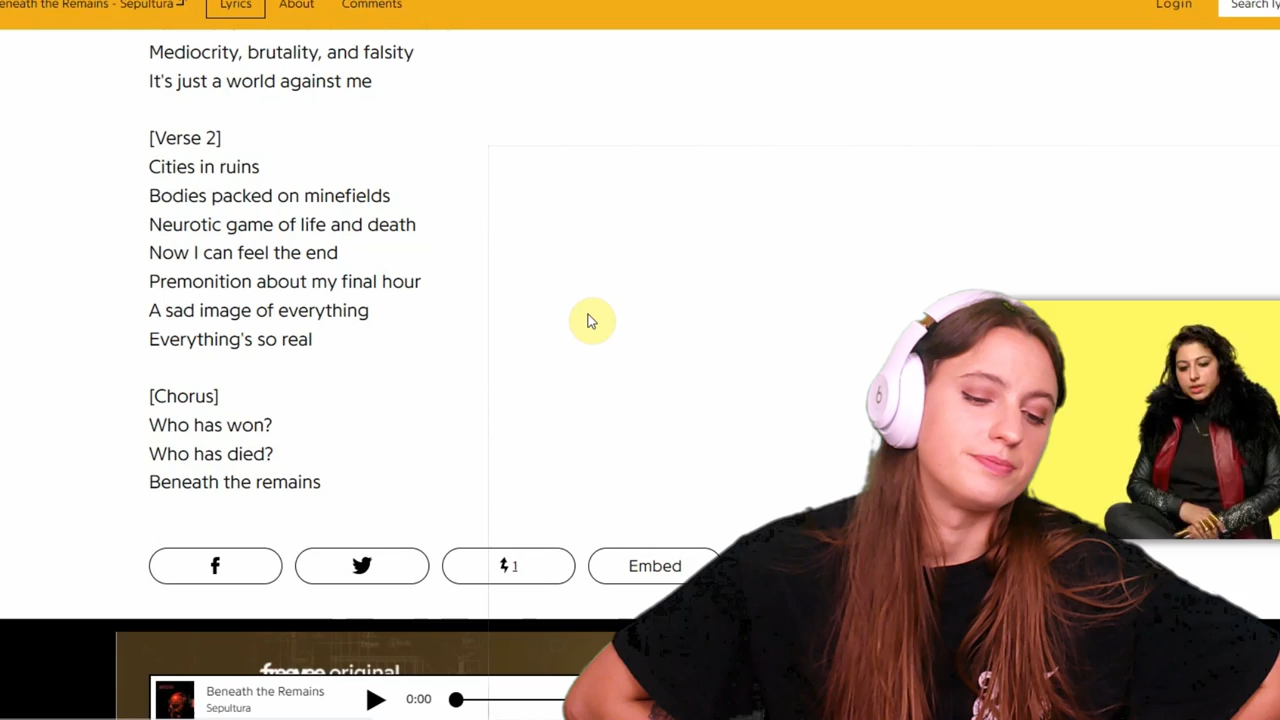 eneath the Remains - Sepultura
Lyrics
About
Comments
Login
Search ly
Mediocrity, brutality, and falsity
It's just a world against me
[Verse 2]
Cities in ruins
Bodies packed on minefields
Neurotic game of life and death
Now I can feel the end
Premonition about my final hour
A sad image of everything
Everything's so real
[Chorus]
Who has won?
Who has died?
Beneath the remains
1
Embed
original
Beneath the Remains
Sepultura
0:00